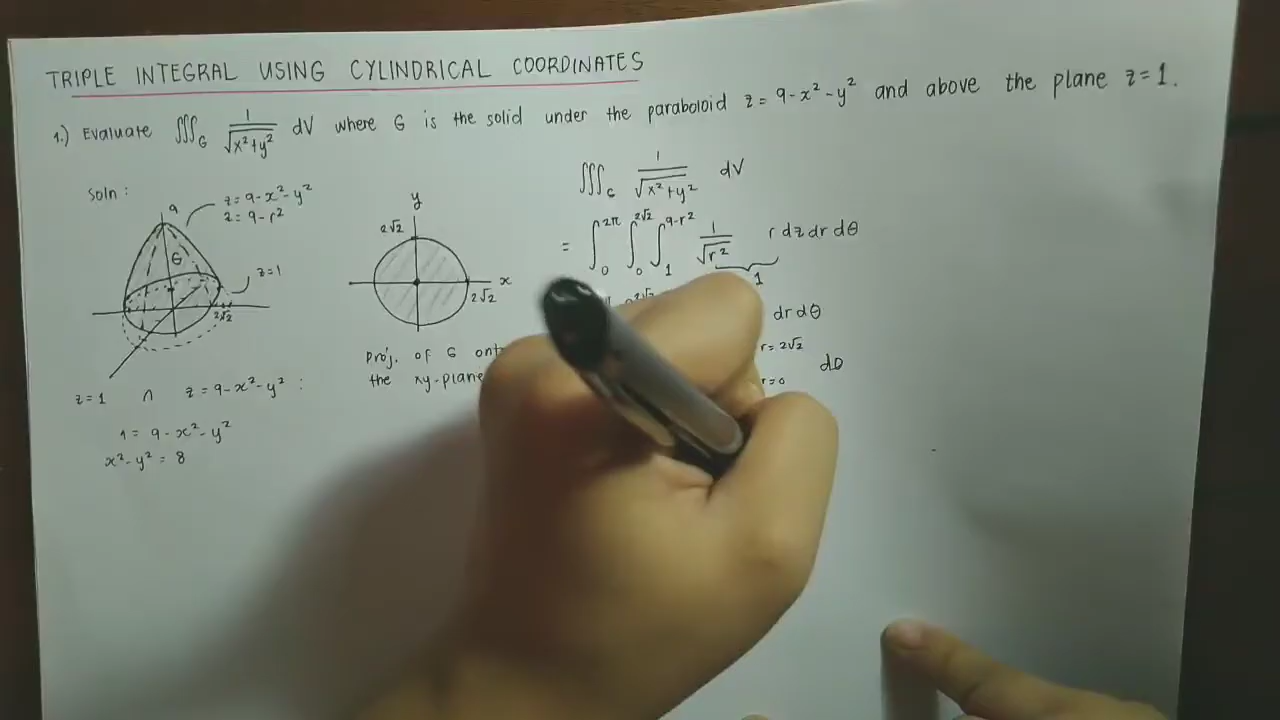 TRIPLE INTEGRAL USING CYLINDRICAL COORDINATES
1.) Evaluate ∭_G 1/√(x²+y²) dV where G is the solid under the paraboloid z = 9-x²-y² and above the plane z=1.
Soln :
9
z = 9-x²-y²
z = 9-r²
G
z=1
2√2
z=1 ∩ z = 9-x²-y² :
1 = 9-x²-y²
x²-y² = 8
y
2√2
x
2√2
Proj. of G
the xy-plane
∭_G 1/√(x²+y²) dV
= ∫₀^2π ∫₀^2√2 ∫₁^9-r² 1/√r² r dz dr dθ
1
dr dθ
r=2√2
dθ
r=0